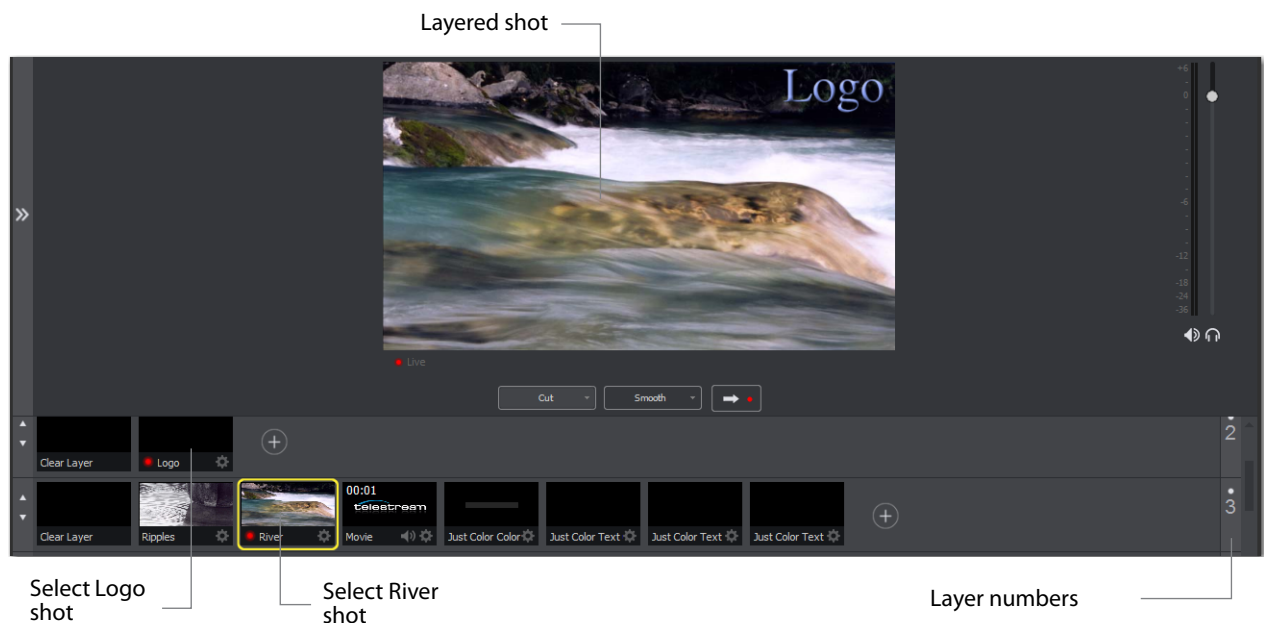 Layered shot
Logo
+6
0
-6
-12
-18
-24
-36
Live
Cut
Smooth
2
Clear Layer
Logo
00:01
telestream
3
Clear Layer
Ripples
River
Movie
Just Color Color
Just Color Text
Just Color Text
Just Color Text
Select Logo
shot
Select River
shot
Layer numbers